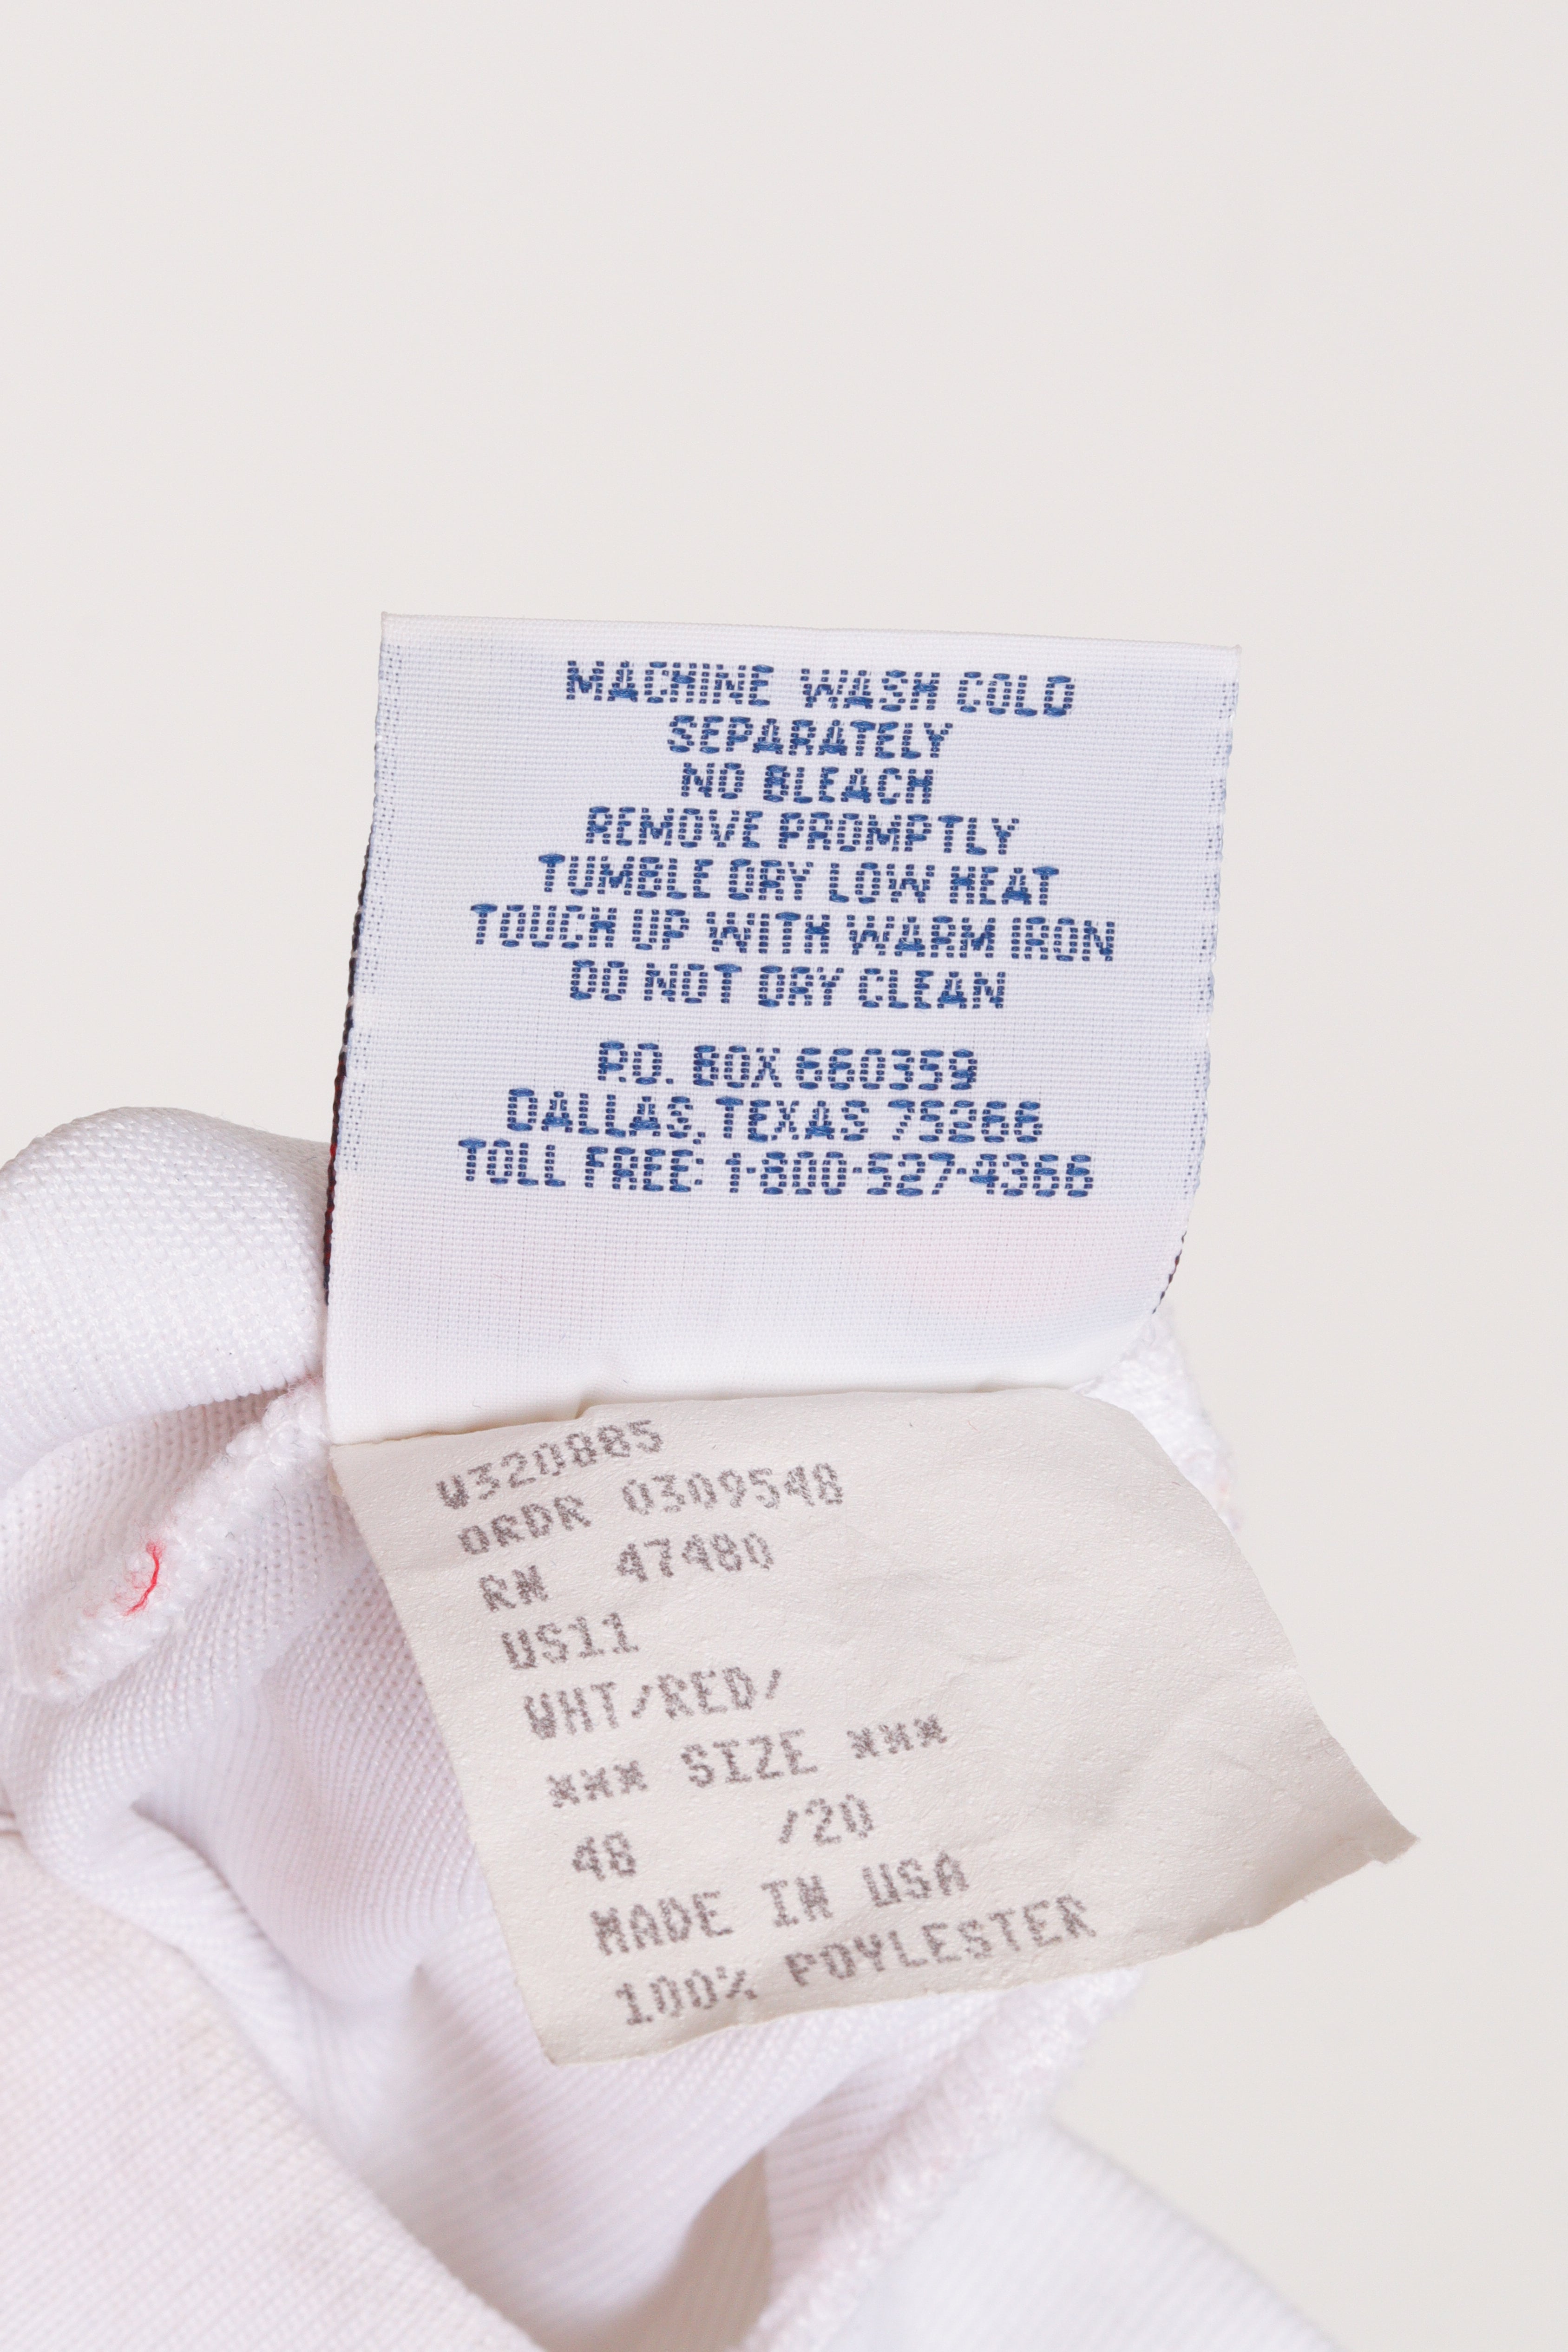 MACHINE WASH COLD
SEPARATELY
NO BLEACH
REMOVE PROMPTLY
TUMBLE DRY LOW HEAT
TOUCH UP WITH WARM IRON
DO NOT DRY CLEAN
P.O. BOX 660359
DALLAS, TEXAS 75266
TOLL FREE: 1-800-527-4366
W320885
ORDR 0309548
RN 47480
US11
WHT/RED/
*** SIZE ***
48 /20
MADE IN USA
100% POYLESTER